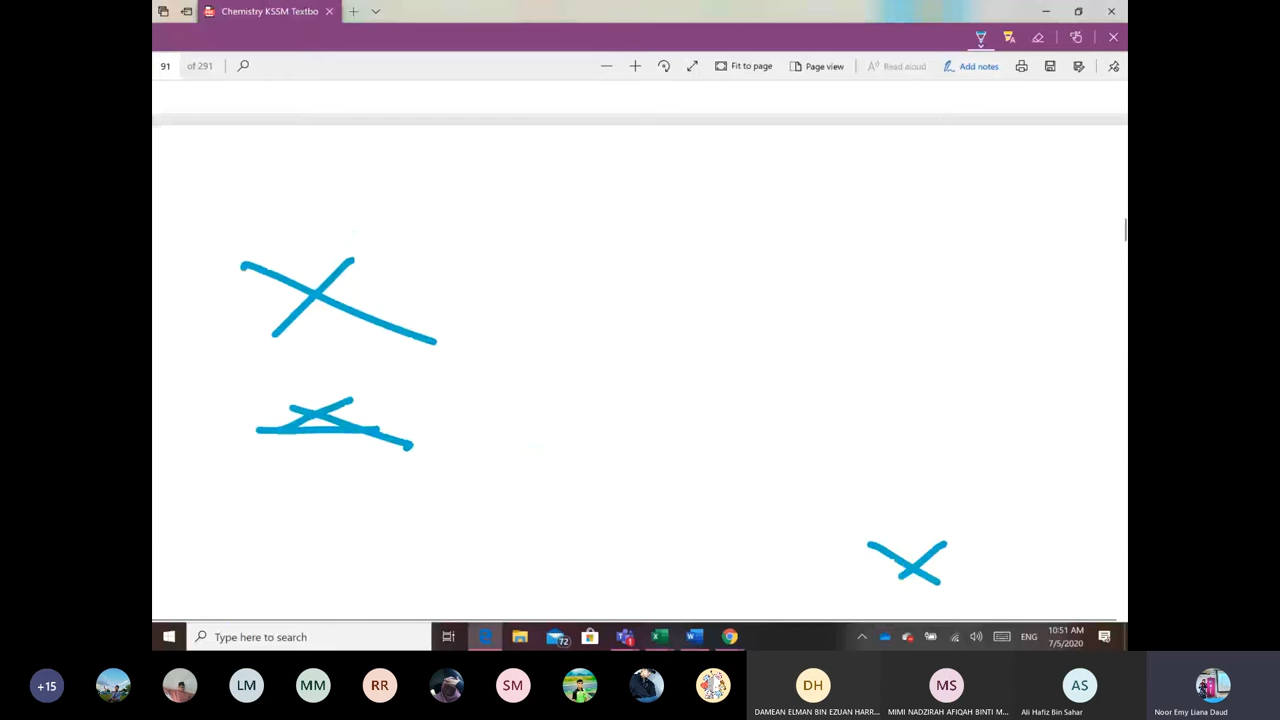 Chemistry KSSM Textbo
91 of 291
Fit to page
Page view
Read aloud
Add notes
Type here to search
72
1
ENG
10:51 AM
7/5/2020
+15
LM
MM
RR
SM
DH
MS
AS
DAMEAN ELMAN BIN EZUAN HARR...
MIMI NADZIRAH AFIQAH BINTI M...
Ali Hafiz Bin Sahar
Noor Emy Liana Daud